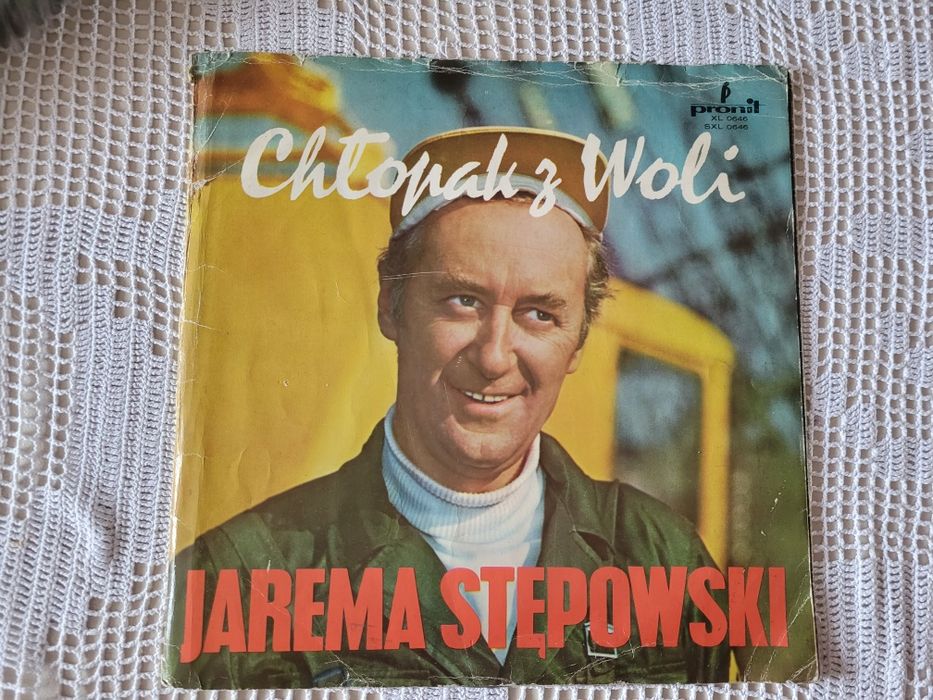 pronit
XL 0646
SXL 0646
Chłopak z Woli
JAREMA STĘPOWSKI